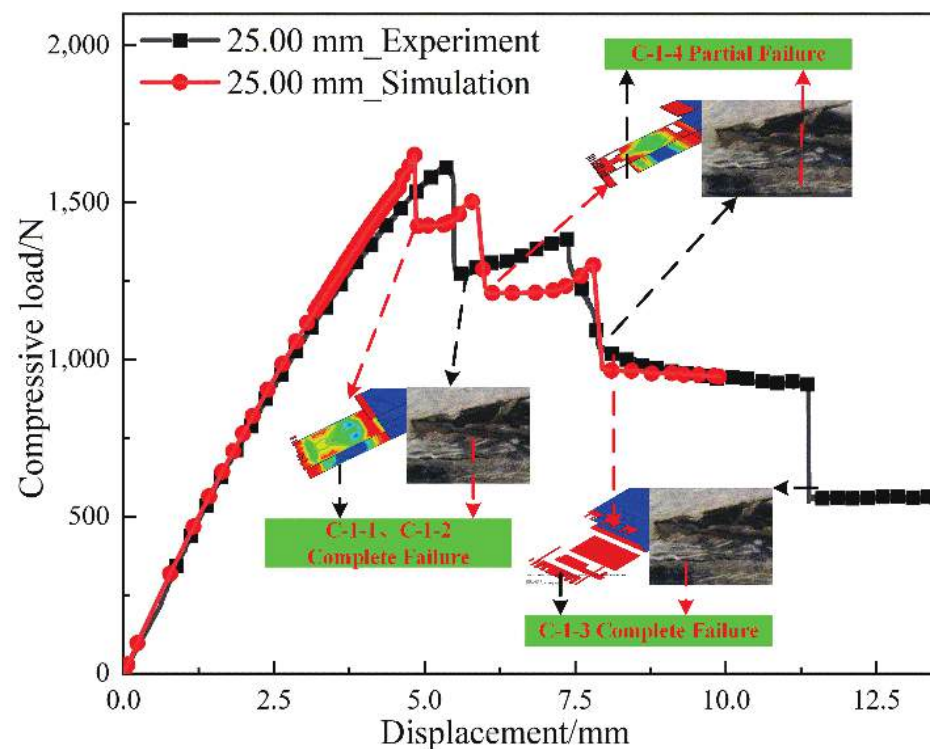 25.00 mm_Experiment
25.00 mm_Simulation
C-1-4 Partial Failure
C-1-1、C-1-2
Complete Failure
C-1-3 Complete Failure
Compressive load/N
2,000
1,500
1,000
500
0
0.0 2.5 5.0 7.5 10.0 12.5
Displacement/mm